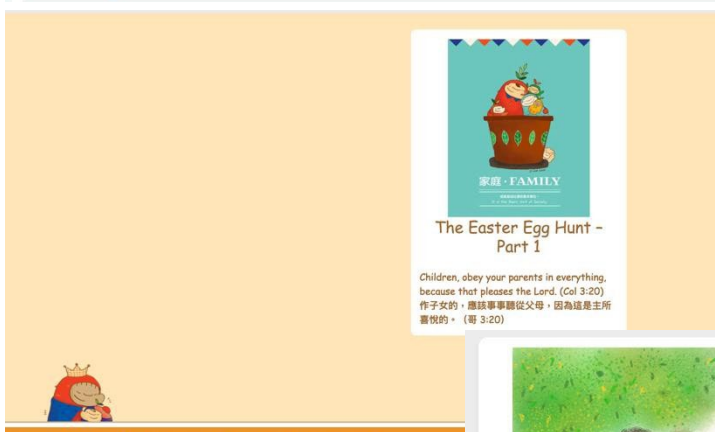 家庭·FAMILY
The Easter Egg Hunt –
Part 1
Children, obey your parents in everything,
because that pleases the Lord. (Col 3:20)
作子女的，應該事事聽從父母，因為這是主所
喜悅的。（哥 3:20）